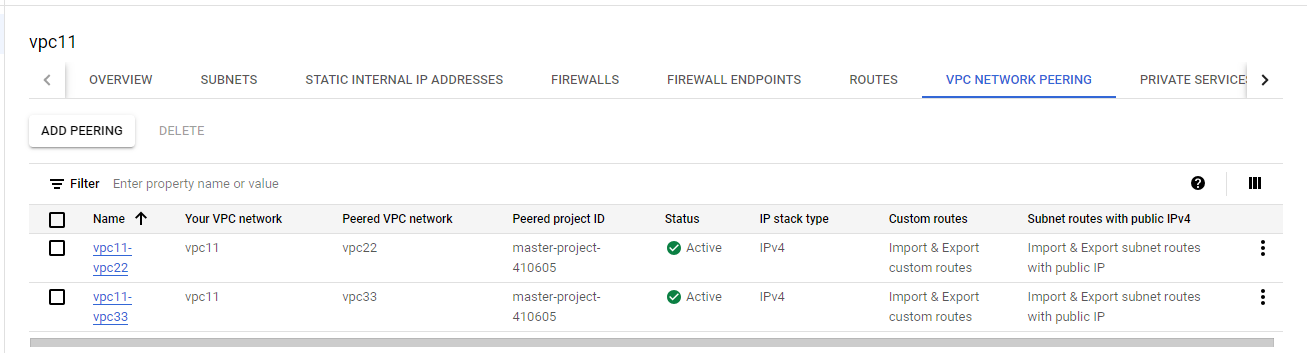 vpc11
OVERVIEW SUBNETS STATIC INTERNAL IP ADDRESSES FIREWALLS FIREWALL ENDPOINTS ROUTES VPC NETWORK PEERING PRIVATE SERVICES
ADD PEERING DELETE
Filter Enter property name or value
Name Your VPC network Peered VPC network Peered project ID Status IP stack type Custom routes Subnet routes with public IPv4
vpc11- vpc11 vpc22 master-project- Active IPv4 Import & Export Import & Export subnet routes
vpc22 410605 custom routes with public IP
vpc11- vpc11 vpc33 master-project- Active IPv4 Import & Export Import & Export subnet routes
vpc33 410605 custom routes with public IP